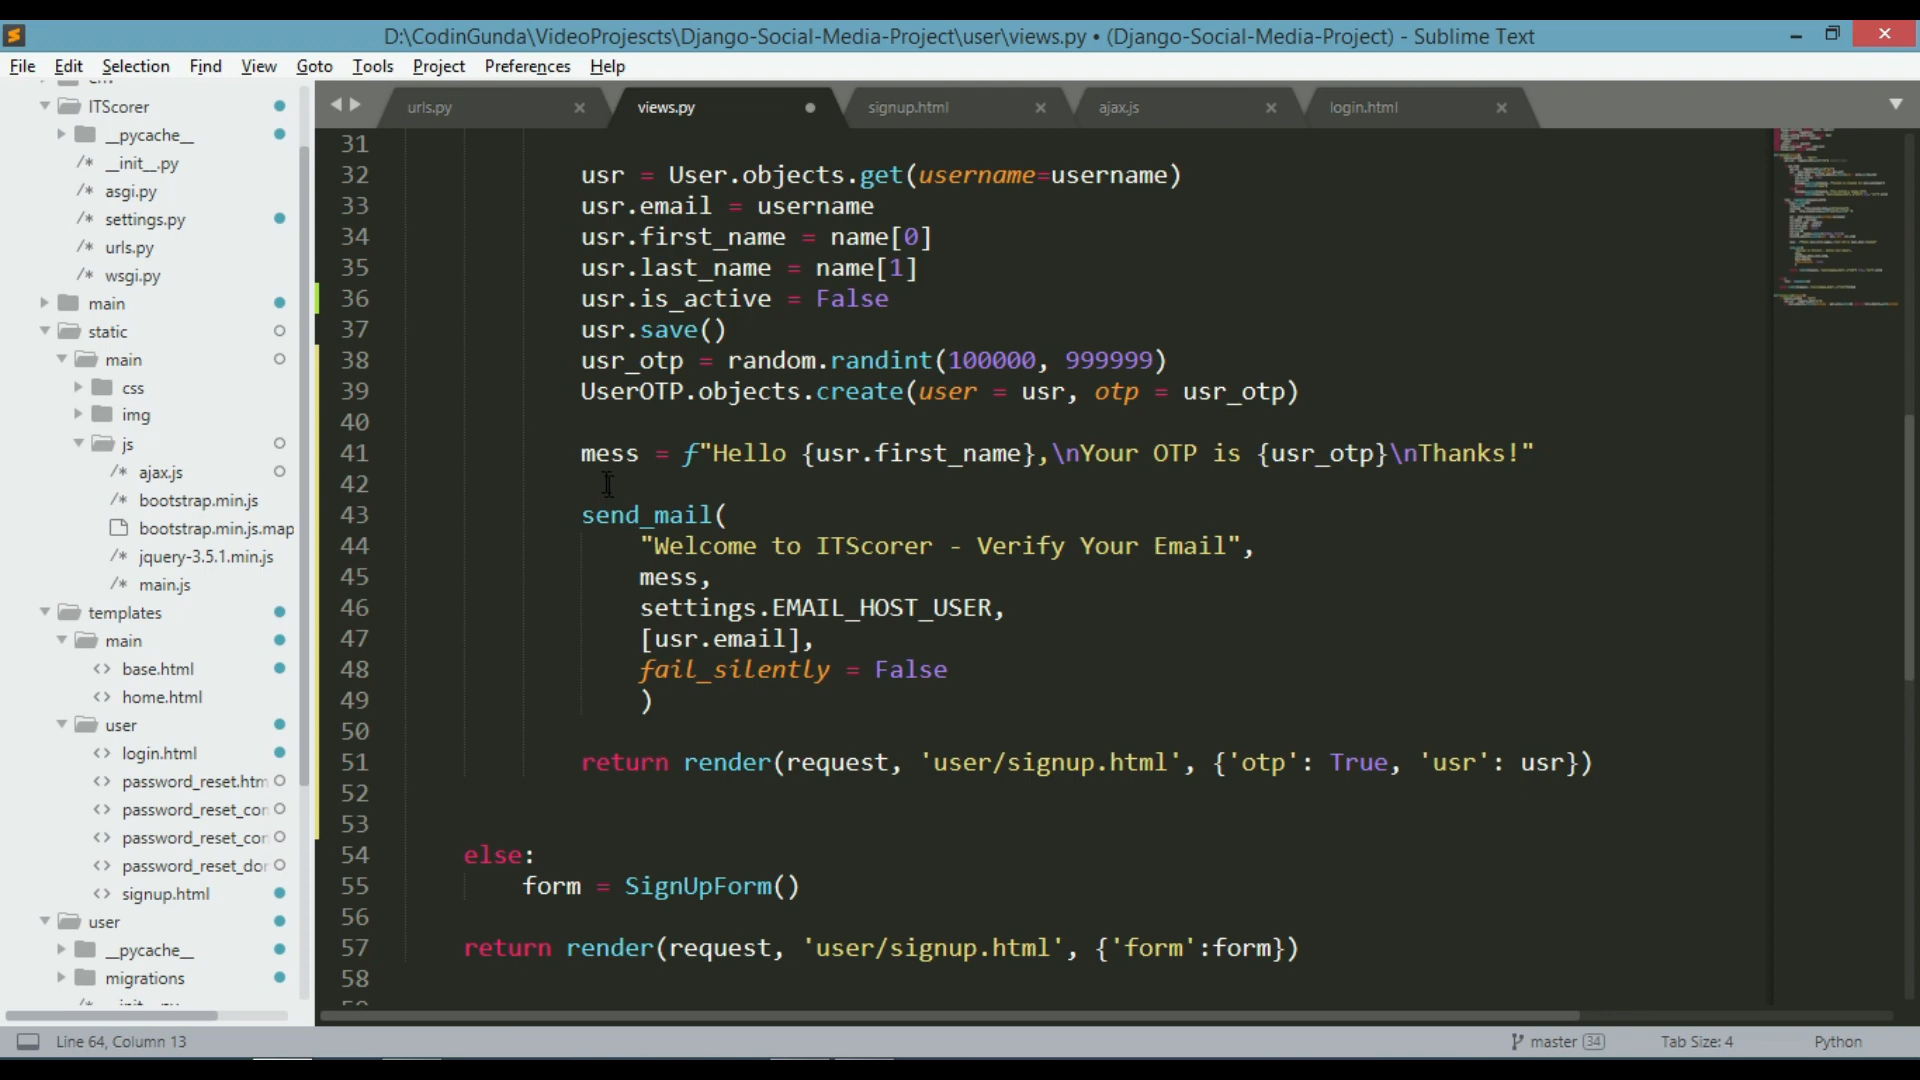 D:\CodinGunda\VideoProjescts\Django-Social-Media-Project\user\views.py • (Django-Social-Media-Project) - Sublime Text
File Edit Selection Find View Goto Tools Project Preferences Help
ITScorer
__pycache__
__init__.py
asgi.py
settings.py
urls.py
wsgi.py
main
static
main
css
img
js
ajax.js
bootstrap.min.js
bootstrap.min.js.map
jquery-3.5.1.min.js
main.js
templates
main
base.html
home.html
user
login.html
password_reset.htm
password_reset_con
password_reset_con
password_reset_dor
signup.html
user
__pycache__
migrations
urls.py views.py signup.html ajax.js login.html
31
32 usr = User.objects.get(username=username)
33 usr.email = username
34 usr.first_name = name[0]
35 usr.last_name = name[1]
36 usr.is_active = False
37 usr.save()
38 usr_otp = random.randint(100000, 999999)
39 UserOTP.objects.create(user = usr, otp = usr_otp)
40
41 mess = f"Hello {usr.first_name},\nYour OTP is {usr_otp}\nThanks!"
42
43 send_mail(
44 "Welcome to ITScorer - Verify Your Email",
45 mess,
46 settings.EMAIL_HOST_USER,
47 [usr.email],
48 fail_silently = False
49 )
50
51 return render(request, 'user/signup.html', {'otp': True, 'usr': usr})
52
53
54 else:
55 form = SignUpForm()
56
57 return render(request, 'user/signup.html', {'form':form})
58
Line 64, Column 13 master 34 Tab Size: 4 Python